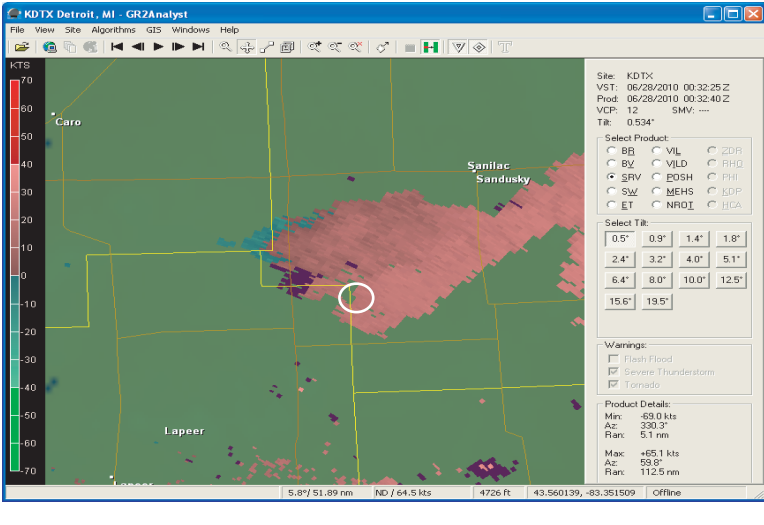 KDTX Detroit, MI - GR2Analyst
File View Site Algorithms GIS Windows Help
KTS
70
60
50
40
30
20
10
0
-10
-20
-30
-40
-50
-60
-70
Caro
Sanilac
Sandusky
Lapeer
Lapeer
Site: KDTX
VST: 06/28/2010 00:32:25 Z
Prod: 06/28/2010 00:32:40 Z
VCP: 12 SMV: ----
Tilt: 0.534°
Select Product:
BR VIL ZDR
BV VILD RHO
SRV POSH PHI
SW MEHS KDP
ET NROT HCA
Select Tilt:
0.5° 0.9° 1.4° 1.8°
2.4° 3.2° 4.0° 5.1°
6.4° 8.0° 10.0° 12.5°
15.6° 19.5°
Warnings:
Flash Flood
Severe Thunderstorm
Tornado
Product Details:
Min: -69.0 kts
Az: 330.3°
Ran: 5.1 nm
Max: +65.1 kts
Az: 59.8°
Ran: 112.5 nm
5.8°/ 51.89 nm ND / 64.5 kts 4726 ft 43.560139, -83.351509 Offline